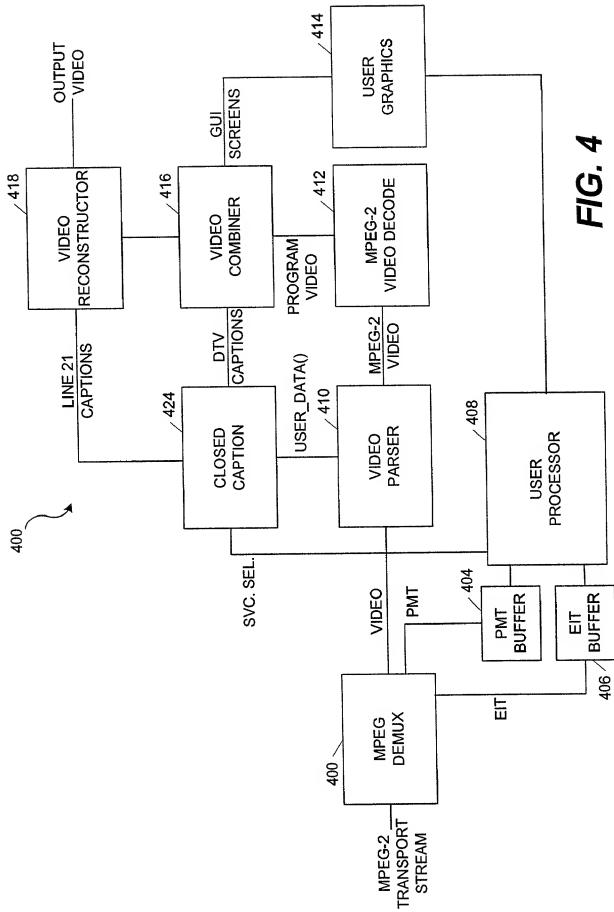 400
418
VIDEO
RECONSTRUCTOR
OUTPUT
VIDEO
LINE 21
CAPTIONS
424
CLOSED
CAPTION
DTV
CAPTIONS
416
VIDEO
COMBINER
GUI
SCREENS
414
USER
GRAPHICS
SVC. SEL.
USER_DATA()
PROGRAM
VIDEO
410
VIDEO
PARSER
MPEG-2
VIDEO
412
MPEG-2
VIDEO DECODE
VIDEO
PMT
400
MPEG
DEMUX
MPEG-2
TRANSPORT
STREAM
404
PMT
BUFFER
408
USER
PROCESSOR
EIT
BUFFER
406
EIT
FIG. 4